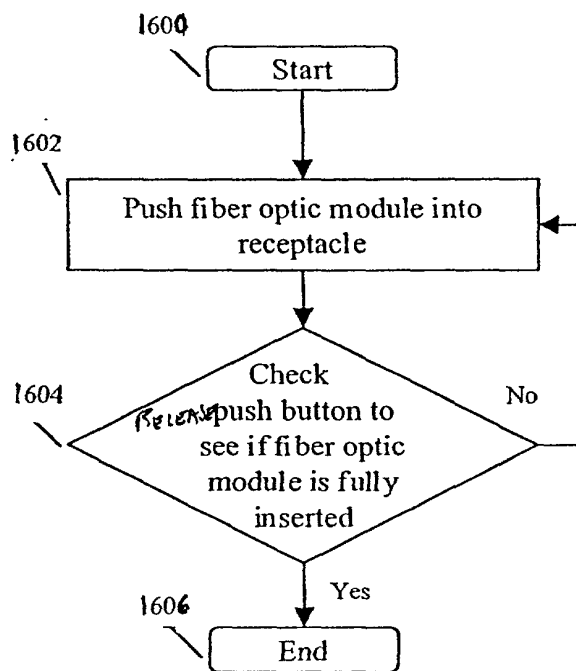 1600
Start
1602
Push fiber optic module into
receptacle
1604
Check
RELEASE push button to
see if fiber optic
module is fully
inserted
No
Yes
1606
End